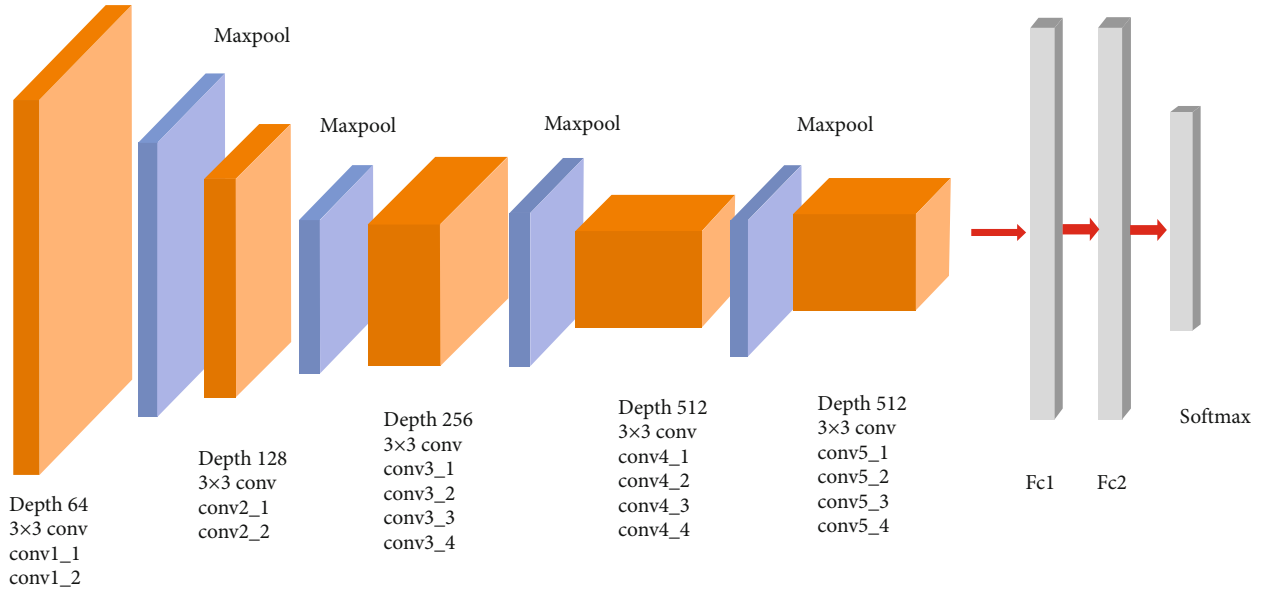 Maxpool
Maxpool
Maxpool
Maxpool
Depth 64
3×3 conv
conv1_1
conv1_2
Depth 128
3×3 conv
conv2_1
conv2_2
Depth 256
3×3 conv
conv3_1
conv3_2
conv3_3
conv3_4
Depth 512
3×3 conv
conv4_1
conv4_2
conv4_3
conv4_4
Depth 512
3×3 conv
conv5_1
conv5_2
conv5_3
conv5_4
Fc1
Fc2
Softmax